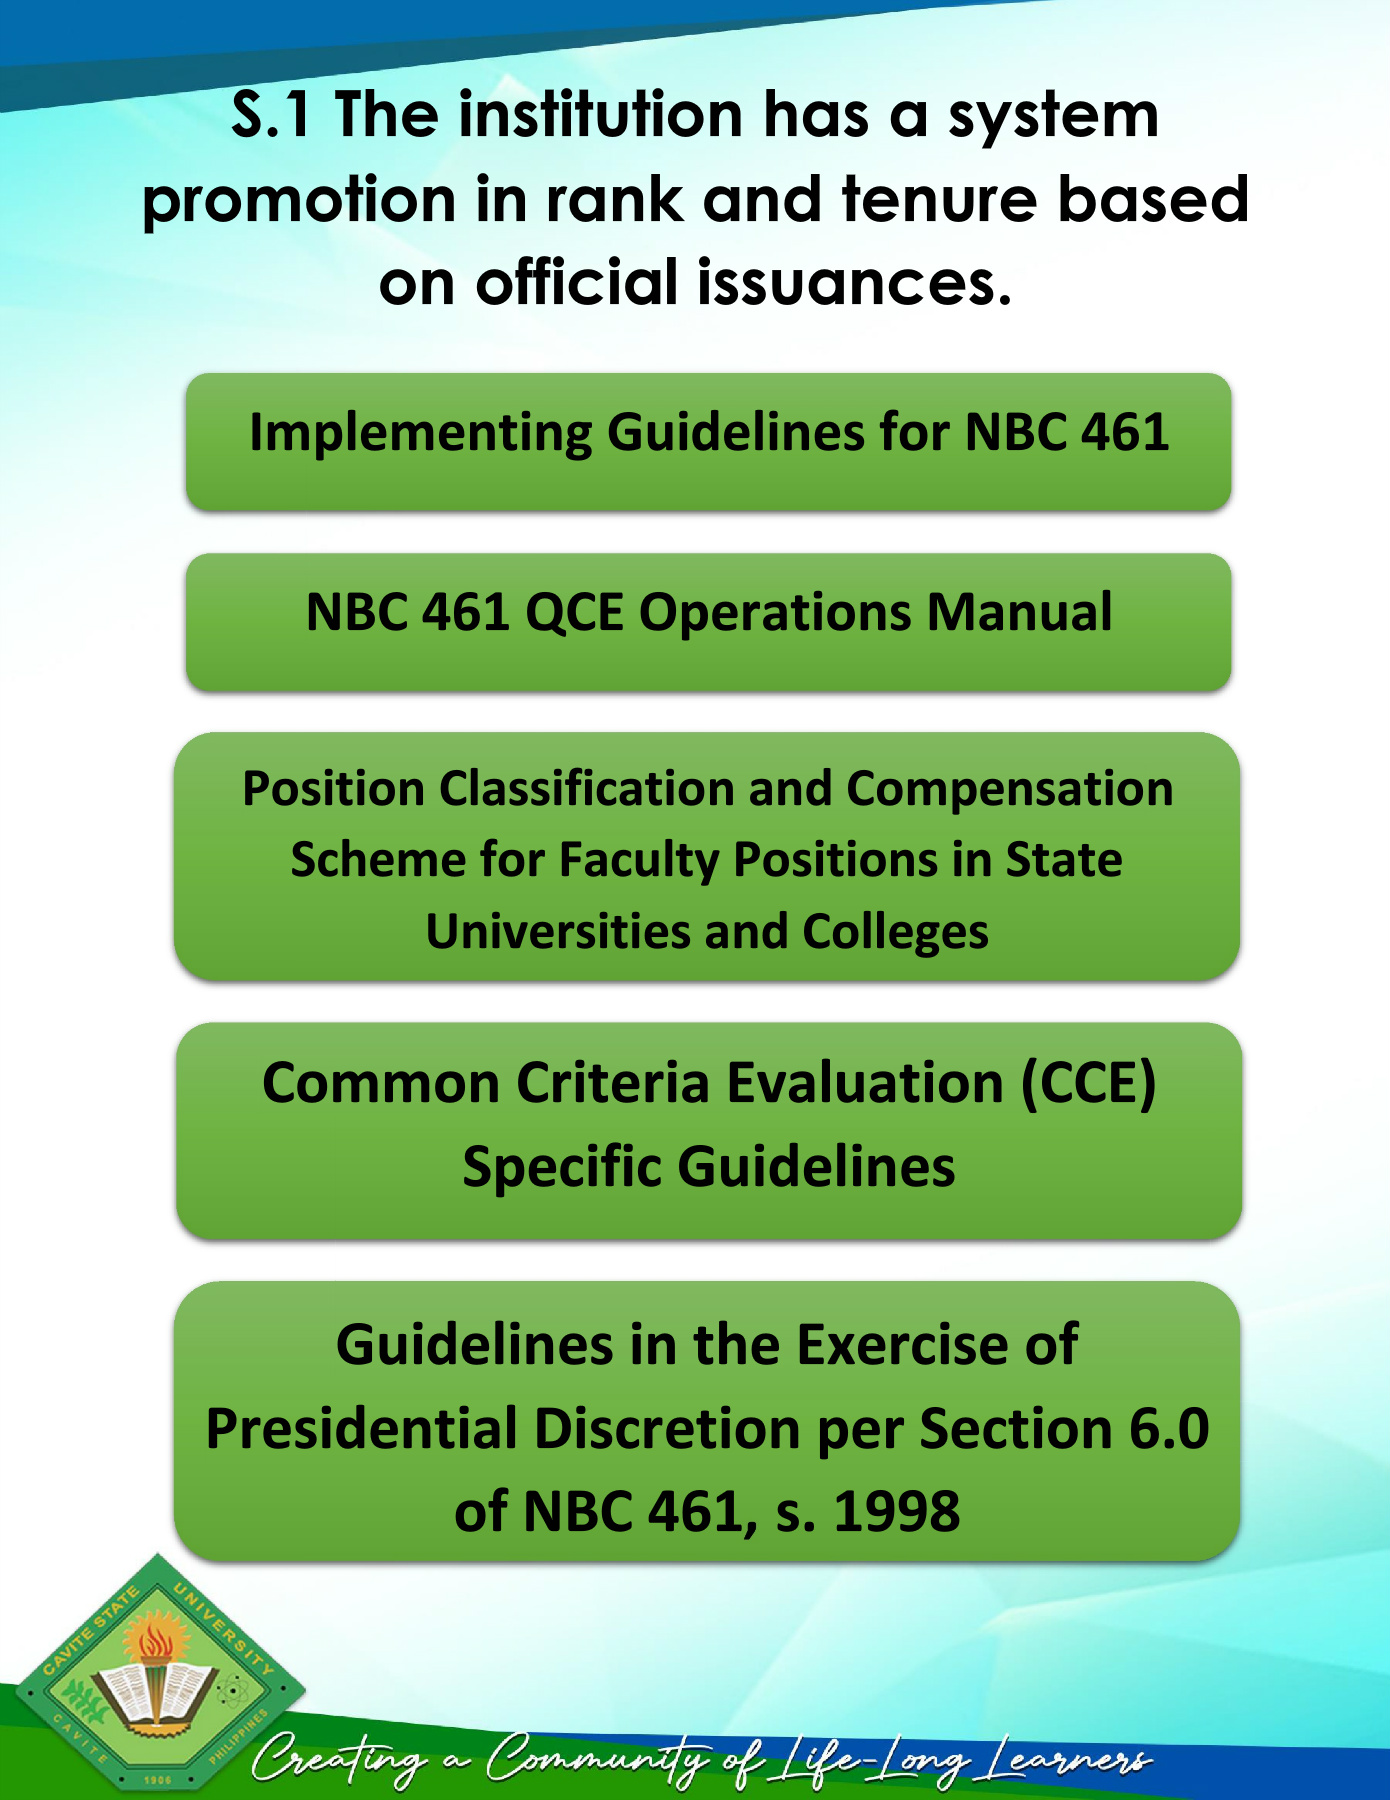 S.1 The institution has a system
promotion in rank and tenure based
on official issuances.
Implementing Guidelines for NBC 461
NBC 461 QCE Operations Manual
Position Classification and Compensation
Scheme for Faculty Positions in State
Universities and Colleges
Common Criteria Evaluation (CCE)
Specific Guidelines
Guidelines in the Exercise of
Presidential Discretion per Section 6.0
of NBC 461, s. 1998
CAVITE STATE UNIVERSITY
CAVITE PHILIPPINES
1906
Creating a Community of Life-Long Learners